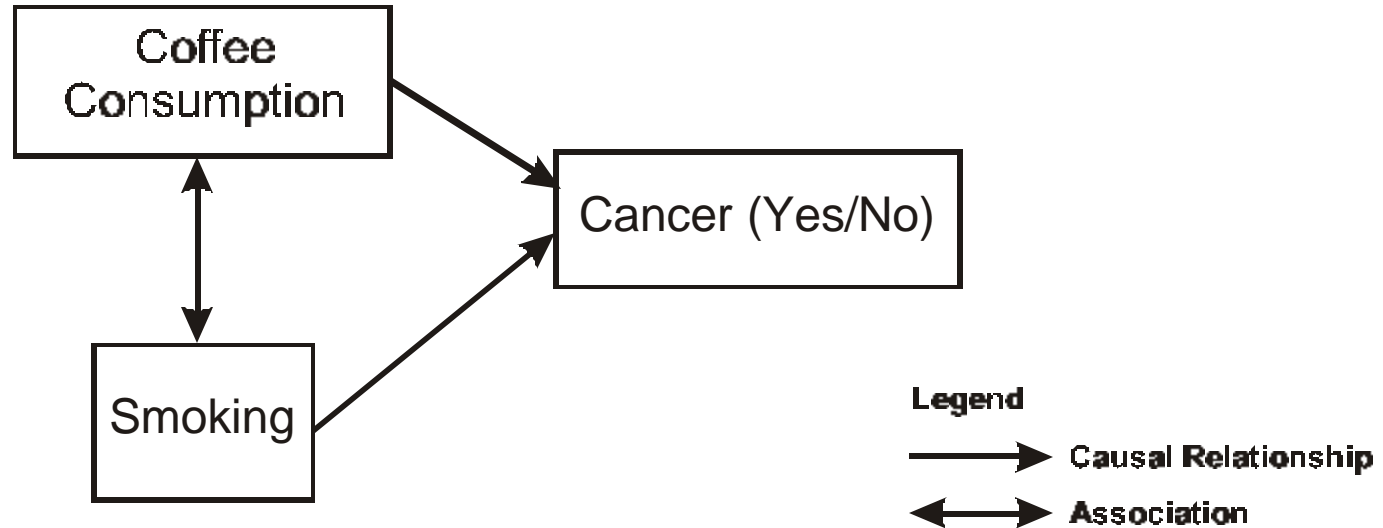 Coffee
Consumption
Cancer (Yes/No)
Smoking
Legend
Causal Relationship
Association